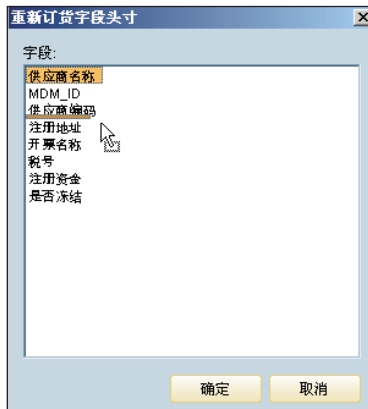 重新订货字段头寸
字段:
供应商名称
MDM_ID
供应商编码
注册地址
开票名称
税号
注册资金
是否冻结
确定
取消